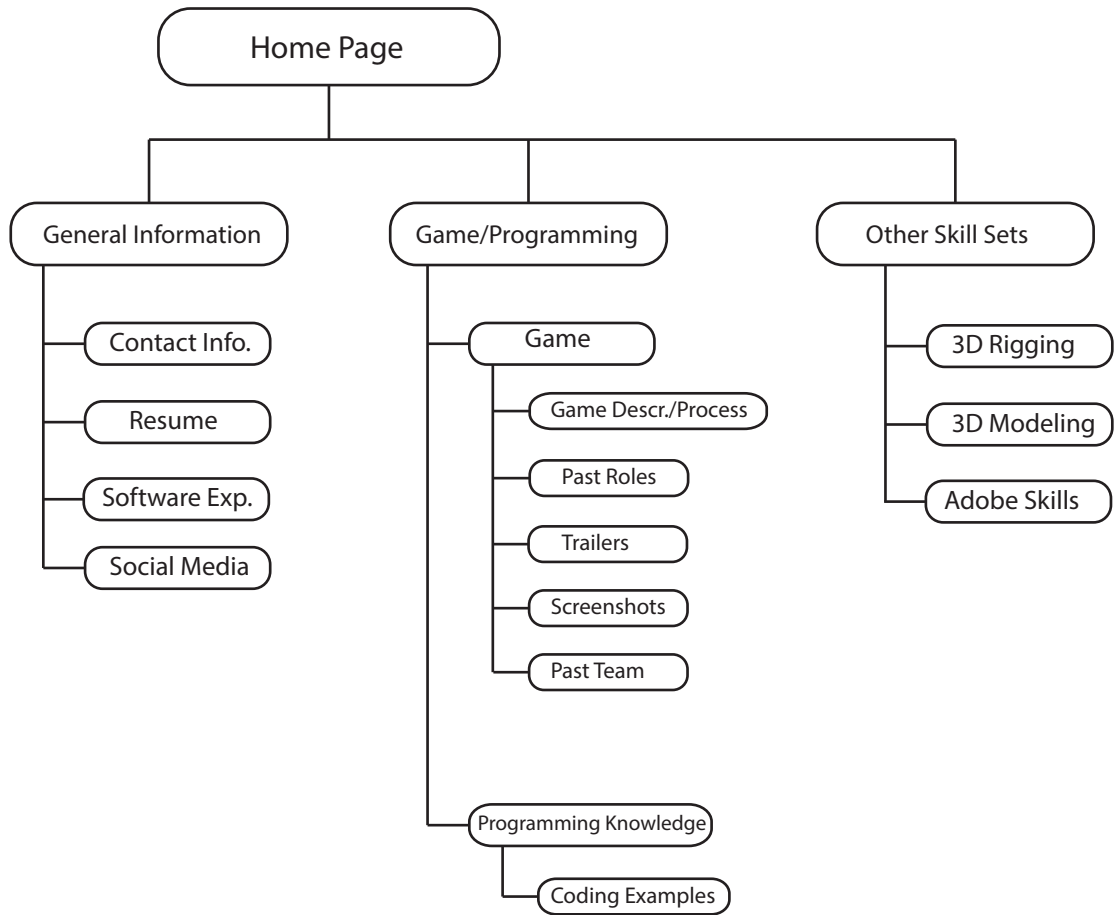 Home Page
General Information
Game/Programming
Other Skill Sets
Contact Info.
Resume
Software Exp.
Social Media
Game
Game Descr./Process
Past Roles
Trailers
Screenshots
Past Team
Programming Knowledge
Coding Examples
3D Rigging
3D Modeling
Adobe Skills